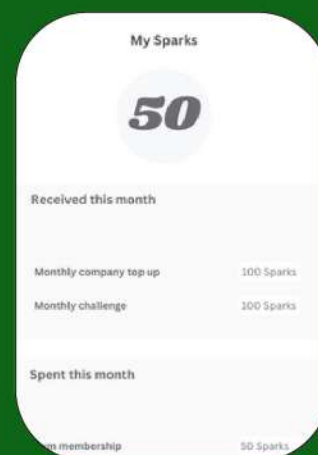 My Sparks
50
Received this month
Monthly company top up 100 Sparks
Monthly challenge 100 Sparks
Spent this month
membership 50 Sparks